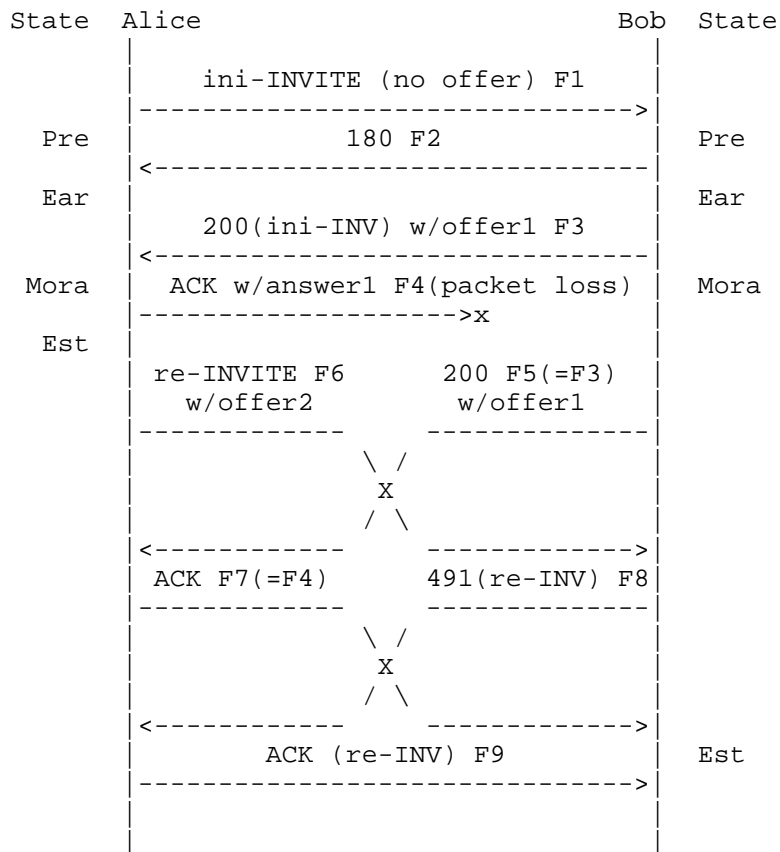 State Alice Bob State
ini-INVITE (no offer) F1
Pre 180 F2 Pre
Ear Ear
200(ini-INV) w/offer1 F3
Mora ACK w/answer1 F4(packet loss) Mora
x
Est
re-INVITE F6 200 F5(=F3)
w/offer2 w/offer1
X
ACK F7(=F4) 491(re-INV) F8
X
ACK (re-INV) F9 Est